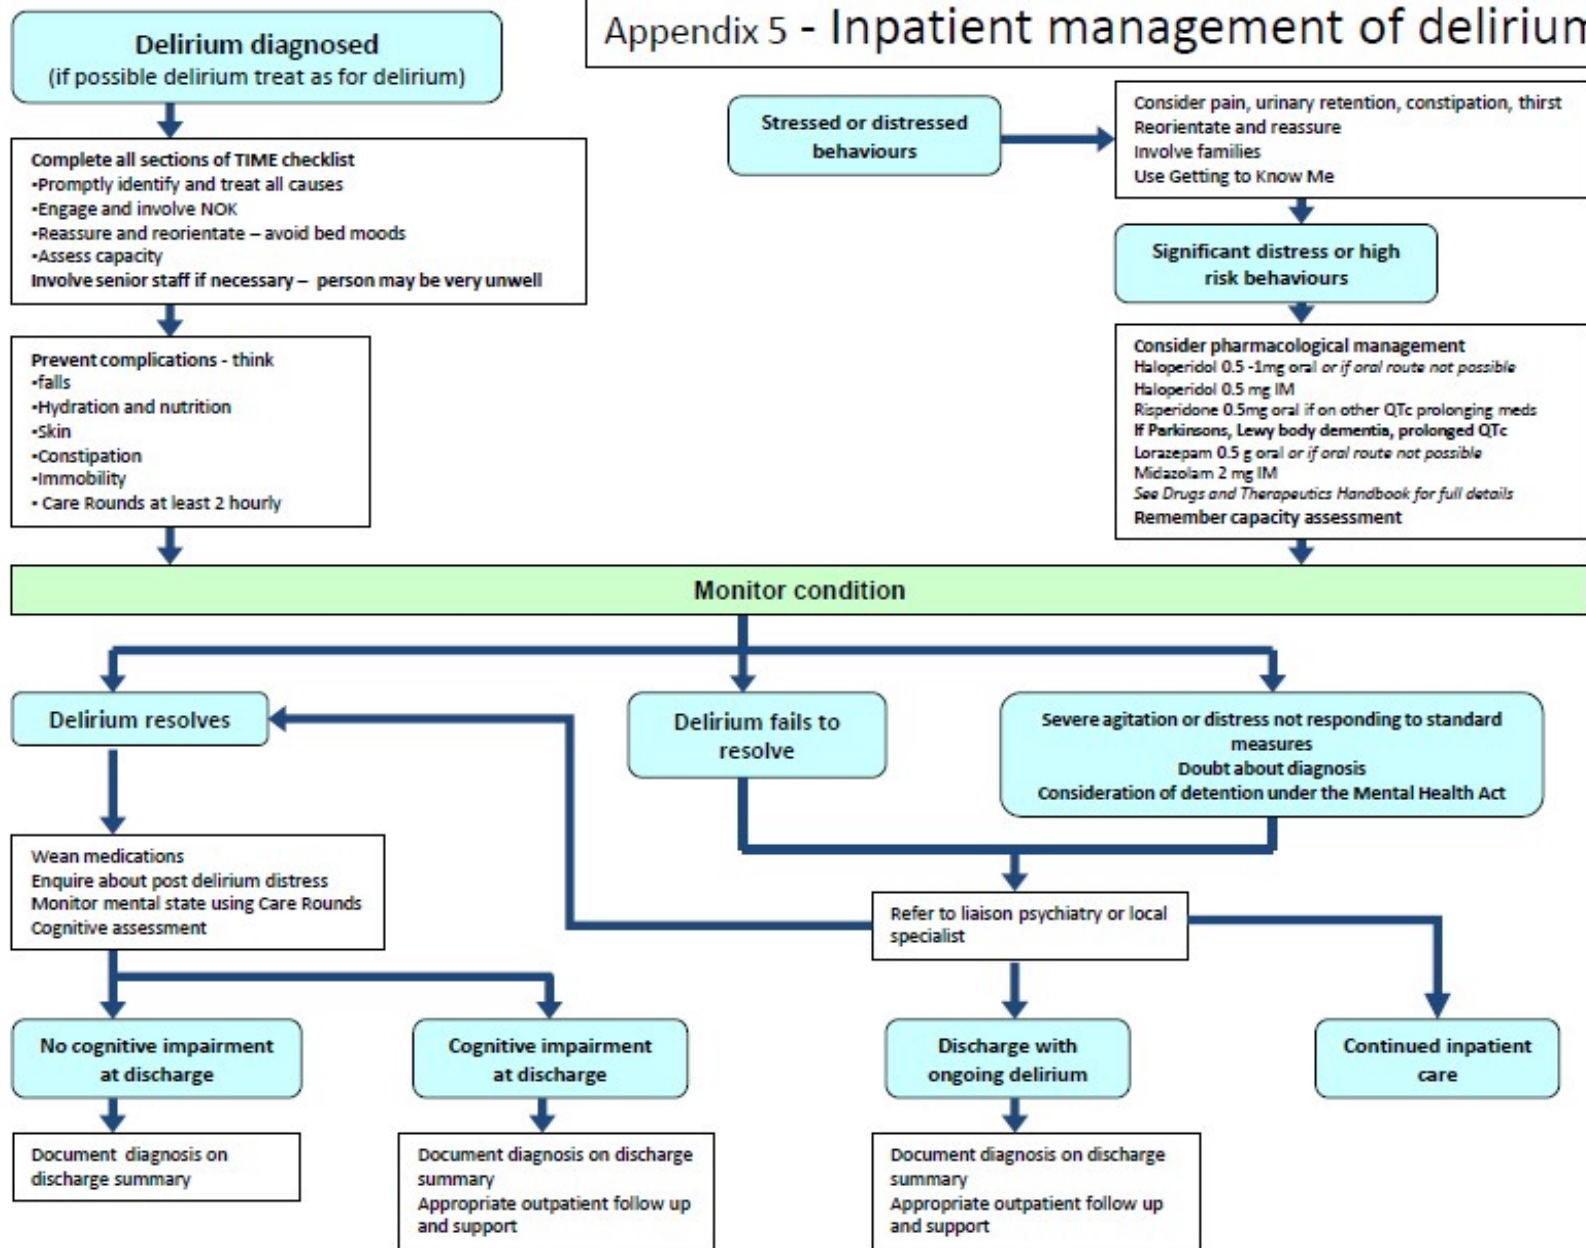 Appendix 5 - Inpatient management of delirium
Delirium diagnosed
(if possible delirium treat as for delirium)
Complete all sections of TIME checklist
•Promptly identify and treat all causes
•Engage and involve NOK
•Reassure and reorientate – avoid bed moods
•Assess capacity
Involve senior staff if necessary – person may be very unwell
Prevent complications - think
•falls
•Hydration and nutrition
•Skin
•Constipation
•Immobility
• Care Rounds at least 2 hourly
Stressed or distressed
behaviours
Consider pain, urinary retention, constipation, thirst
Reorientate and reassure
Involve families
Use Getting to Know Me
Significant distress or high
risk behaviours
Consider pharmacological management
Haloperidol 0.5 -1mg oral or if oral route not possible
Haloperidol 0.5 mg IM
Risperidone 0.5mg oral if on other QTc prolonging meds
If Parkinsons, Lewy body dementia, prolonged QTc
Lorazepam 0.5 g oral or if oral route not possible
Midazolam 2 mg IM
See Drugs and Therapeutics Handbook for full details
Remember capacity assessment
Monitor condition
Delirium resolves
Delirium fails to
resolve
Severe agitation or distress not responding to standard
measures
Doubt about diagnosis
Consideration of detention under the Mental Health Act
Wean medications
Enquire about post delirium distress
Monitor mental state using Care Rounds
Cognitive assessment
Refer to liaison psychiatry or local
specialist
No cognitive impairment
at discharge
Cognitive impairment
at discharge
Discharge with
ongoing delirium
Continued inpatient
care
Document diagnosis on
discharge summary
Document diagnosis on discharge
summary
Appropriate outpatient follow up
and support
Document diagnosis on discharge
summary
Appropriate outpatient follow up
and support